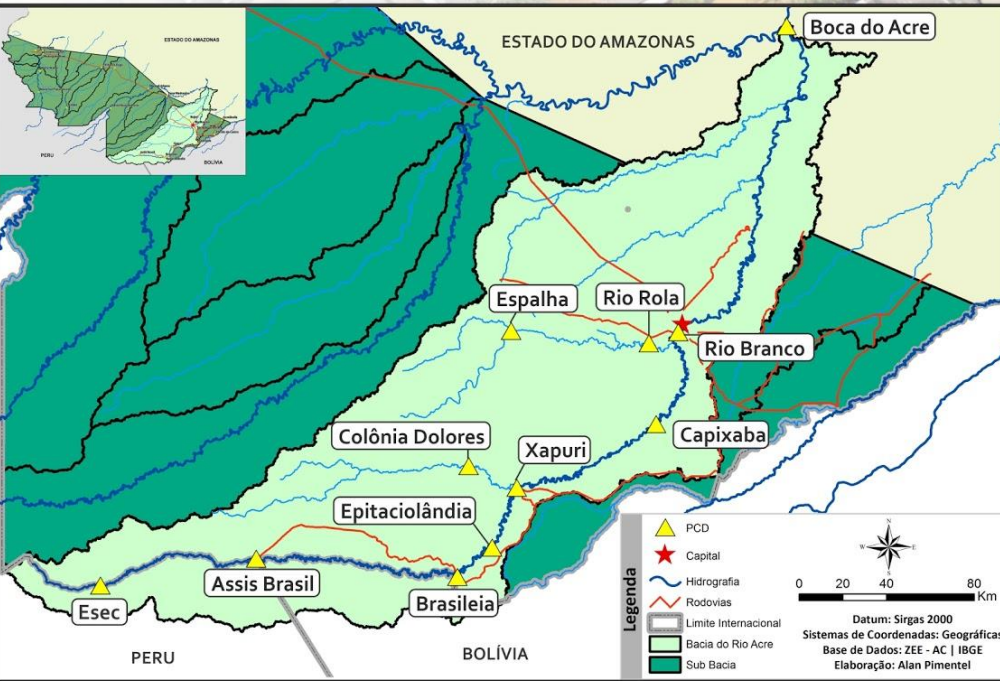 ESTADO DO AMAZONAS
PERU
BOLÍVIA
ESTADO DO AMAZONAS
Boca do Acre
Espalha
Rio Rola
Rio Branco
Colônia Dolores
Xapuri
Capixaba
Epitaciolândia
Assis Brasil
Esec
Brasileia
PERU
BOLÍVIA
Legenda
PCD
Capital
Hidrografia
Rodovias
Limite Internacional
Bacia do Rio Acre
Sub Bacia
N
W
E
S
0 20 40 80
Km
Datum: Sirgas 2000
Sistemas de Coordenadas: Geográficas
Base de Dados: ZEE - AC | IBGE
Elaboração: Alan Pimentel